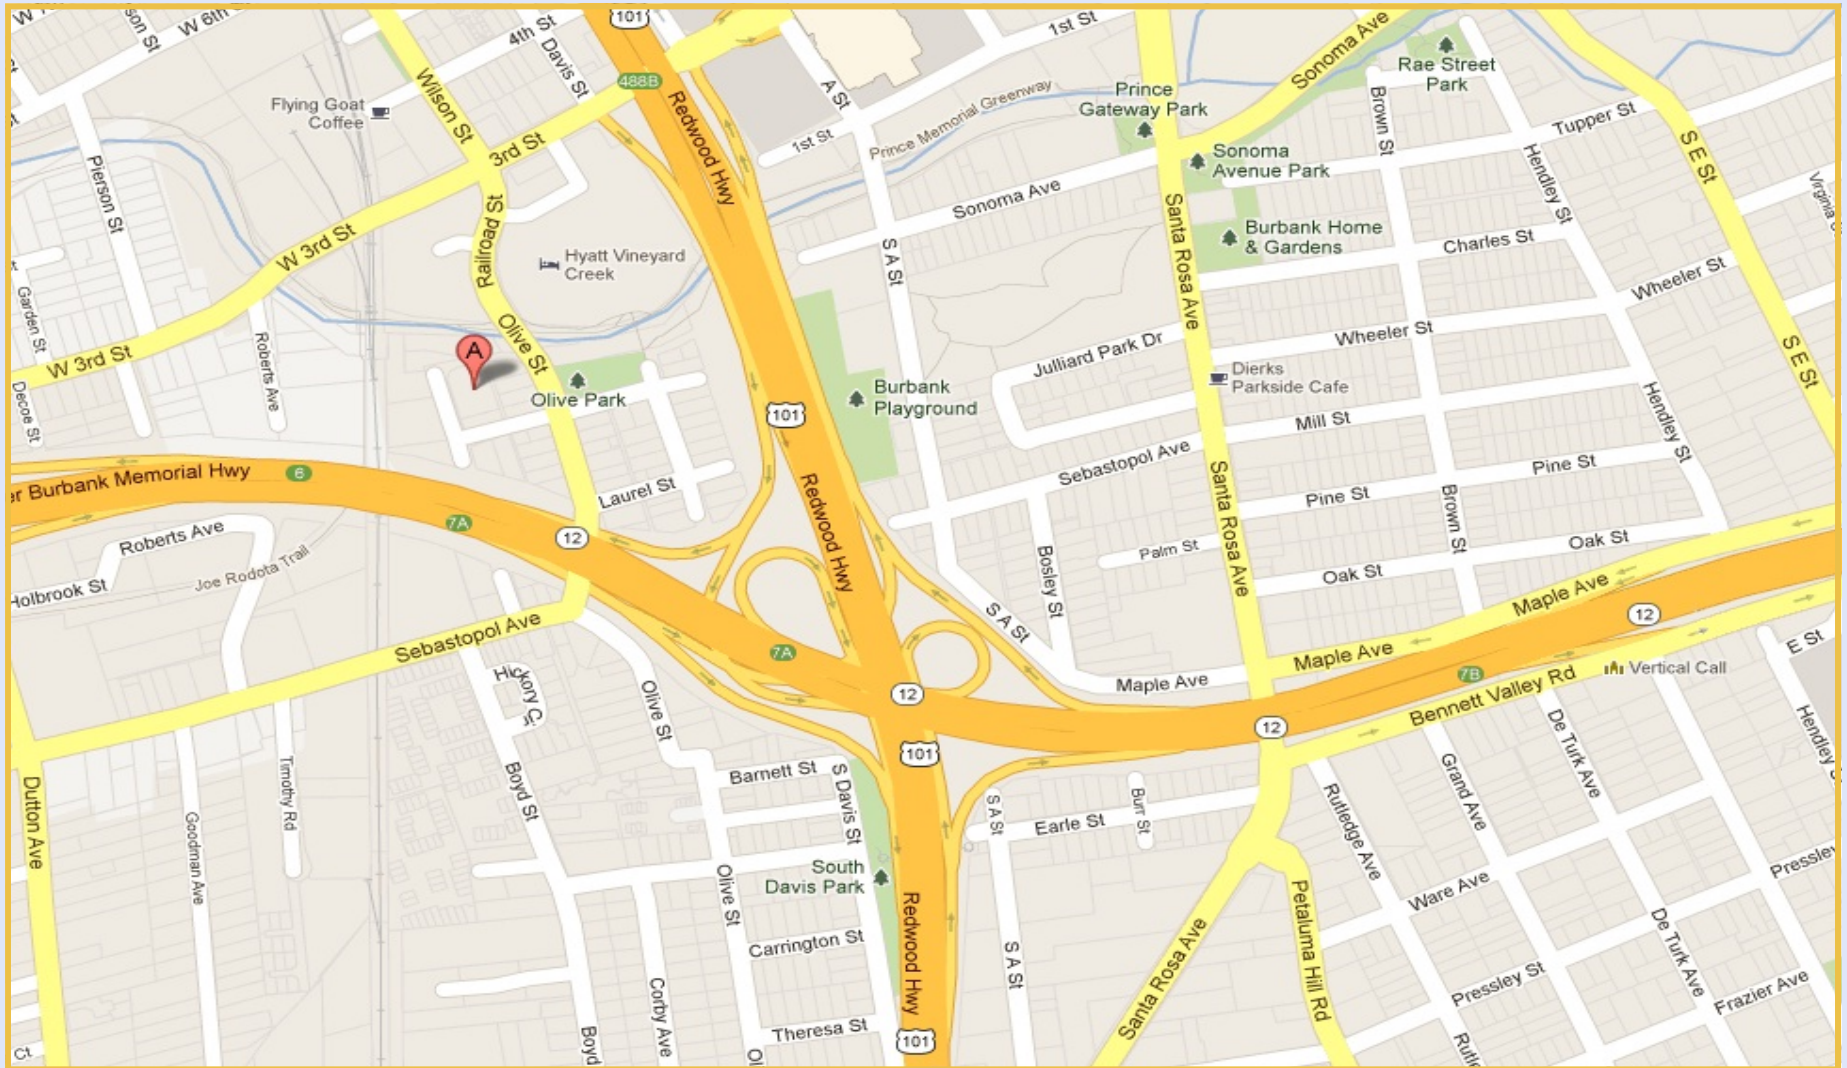 W 6th St
4th St
Davis St
101
1st St
Sonoma Ave
Rae Street
Park
Wilson St
488B
A St
Flying Goat
Coffee
Redwood Hwy
Prince
Gateway Park
Brown St
Tupper St
3rd St
1st St
Prince Memorial Greenway
Sonoma
Avenue Park
Hendley St
S E St
Pierson St
Sonoma Ave
Santa Rosa Ave
Burbank Home
& Gardens
Charles St
W 3rd St
Railroad St
Hyatt Vineyard
Creek
S A St
Wheeler St
Garden St
Roberts Ave
Olive St
Wheeler St
Julliard Park Dr
W 3rd St
A
Olive Park
Burbank
Playground
Dierks
Parkside Cafe
S E St
Decoe St
101
Mill St
Hendley St
Sebastopol Ave
Pine St
Burbank Memorial Hwy
6
Laurel St
Redwood Hwy
Santa Rosa Ave
Pine St
Brown St
7A
12
Roberts Ave
Joe Rodota Trail
Holbrook St
Bosley St
Palm St
Oak St
Oak St
Maple Ave
12
Sebastopol Ave
S A St
7A
Maple Ave
E St
Hickory Cir
Olive St
12
Maple Ave
7B
Vertical Call
Bennett Valley Rd
12
101
De Turk Ave
Hendley
Dutton Ave
Timothy Rd
Boyd St
Barnett St
S Davis St
S A St
Burr St
Earle St
Rutledge Ave
Grand Ave
Goodman Ave
South
Davis Park
Olive St
Ware Ave
Pressley
Redwood Hwy
Petaluma Hill Rd
De Turk Ave
Carrington St
S A St
Santa Rosa Ave
Pressley St
Frazier Ave
Corby Ave
Theresa St
Boyd
101
Ct